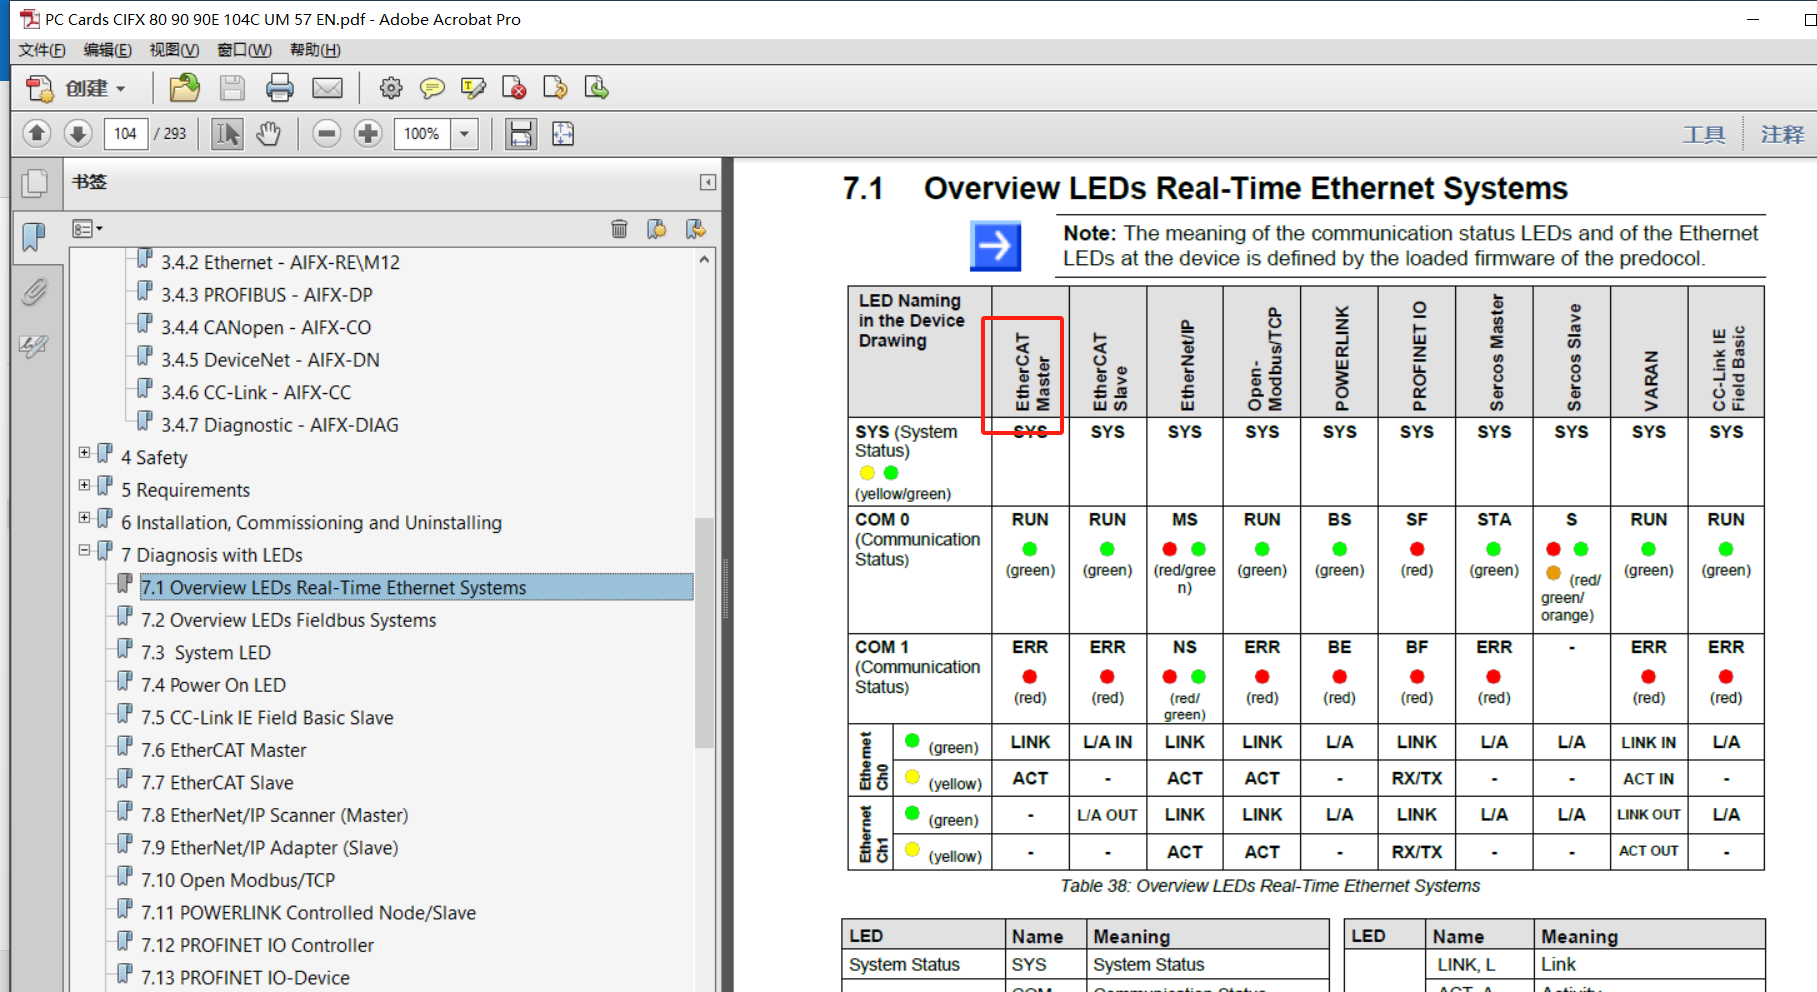 PC Cards CIFX 80 90 90E 104C UM 57 EN.pdf - Adobe Acrobat Pro
文件(F) 编辑(E) 视图(V) 窗口(W) 帮助(H)
创建
104 / 293 100% 工具 注释
书签
3.4.2 Ethernet - AIFX-RE\M12
3.4.3 PROFIBUS - AIFX-DP
3.4.4 CANopen - AIFX-CO
3.4.5 DeviceNet - AIFX-DN
3.4.6 CC-Link - AIFX-CC
3.4.7 Diagnostic - AIFX-DIAG
4 Safety
5 Requirements
6 Installation, Commissioning and Uninstalling
7 Diagnosis with LEDs
7.1 Overview LEDs Real-Time Ethernet Systems
7.2 Overview LEDs Fieldbus Systems
7.3 System LED
7.4 Power On LED
7.5 CC-Link IE Field Basic Slave
7.6 EtherCAT Master
7.7 EtherCAT Slave
7.8 EtherNet/IP Scanner (Master)
7.9 EtherNet/IP Adapter (Slave)
7.10 Open Modbus/TCP
7.11 POWERLINK Controlled Node/Slave
7.12 PROFINET IO Controller
7.13 PROFINET IO-Device
7.1 Overview LEDs Real-Time Ethernet Systems
Note: The meaning of the communication status LEDs and of the Ethernet
LEDs at the device is defined by the loaded firmware of the predocol.
LED Naming
in the Device
Drawing
EtherCAT
Master
EtherCAT
Slave
EtherNet/IP
Open-
Modbus/TCP
POWERLINK
PROFINET IO
Sercos Master
Sercos Slave
VARAN
CC-Link IE
Field Basic
SYS (System
Status)
(yellow/green)
SYS SYS SYS SYS SYS SYS SYS SYS SYS SYS
COM 0
(Communication
Status)
RUN RUN MS RUN BS SF STA S RUN RUN
(green) (green) (red/gree
n) (green) (green) (red) (green) (red/
green/
orange) (green) (green)
COM 1
(Communication
Status)
ERR ERR NS ERR BE BF ERR - ERR ERR
(red) (red) (red/
green) (red) (red) (red) (red) (red) (red)
Ethernet
Ch0
(green) LINK L/A IN LINK LINK L/A LINK L/A L/A LINK IN L/A
(yellow) ACT - ACT ACT - RX/TX - - ACT IN -
Ethernet
Ch1
(green) - L/A OUT LINK LINK L/A LINK L/A L/A LINK OUT L/A
(yellow) - - ACT ACT - RX/TX - - ACT OUT -
Table 38: Overview LEDs Real-Time Ethernet Systems
LED Name Meaning
System Status SYS System Status
LED Name Meaning
LINK, L Link